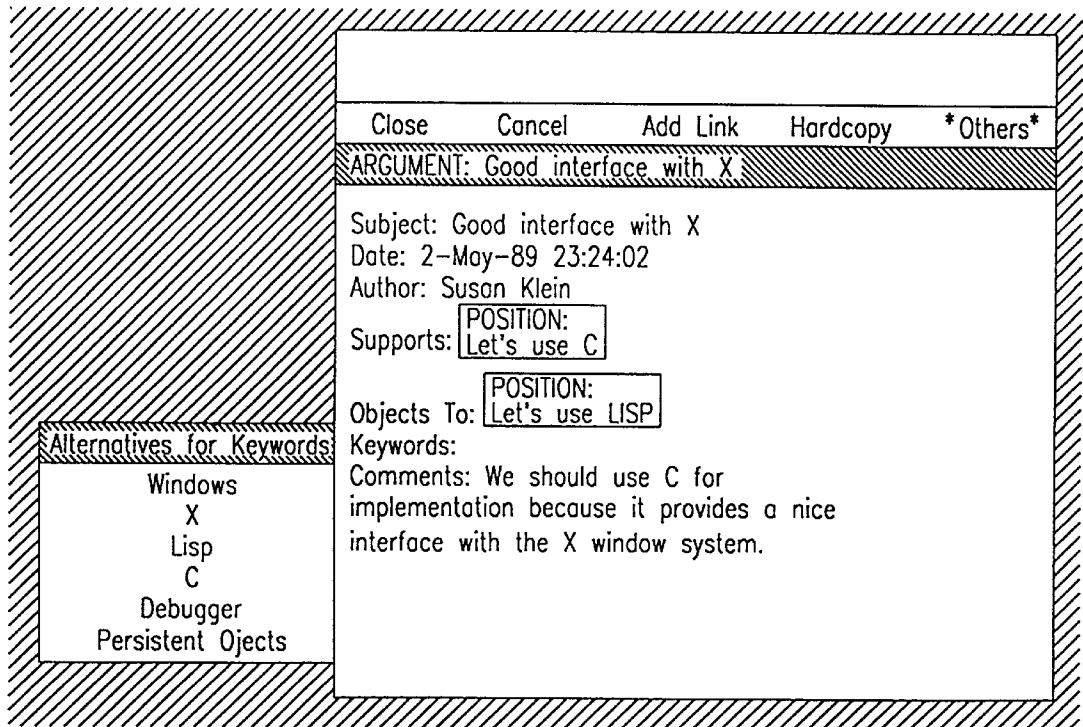 Close Cancel Add Link Hardcopy *Others*
ARGUMENT: Good interface with X
Subject: Good interface with X
Date: 2-May-89 23:24:02
Author: Susan Klein
POSITION:
Supports: Let's use C
POSITION:
Objects To: Let's use LISP
Keywords:
Comments: We should use C for
implementation because it provides a nice
interface with the X window system.
Alternatives for Keywords
Windows
X
Lisp
C
Debugger
Persistent Ojects